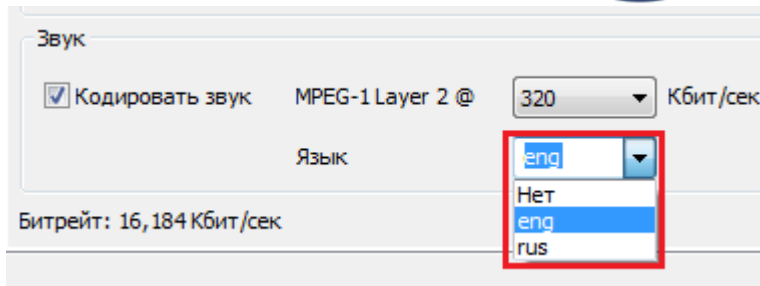 Звук
Кодировать звук MPEG-1 Layer 2 @ 320 Кбит/сек
Язык eng
Нет
eng
Битрейт: 16,184 Кбит/сек
rus